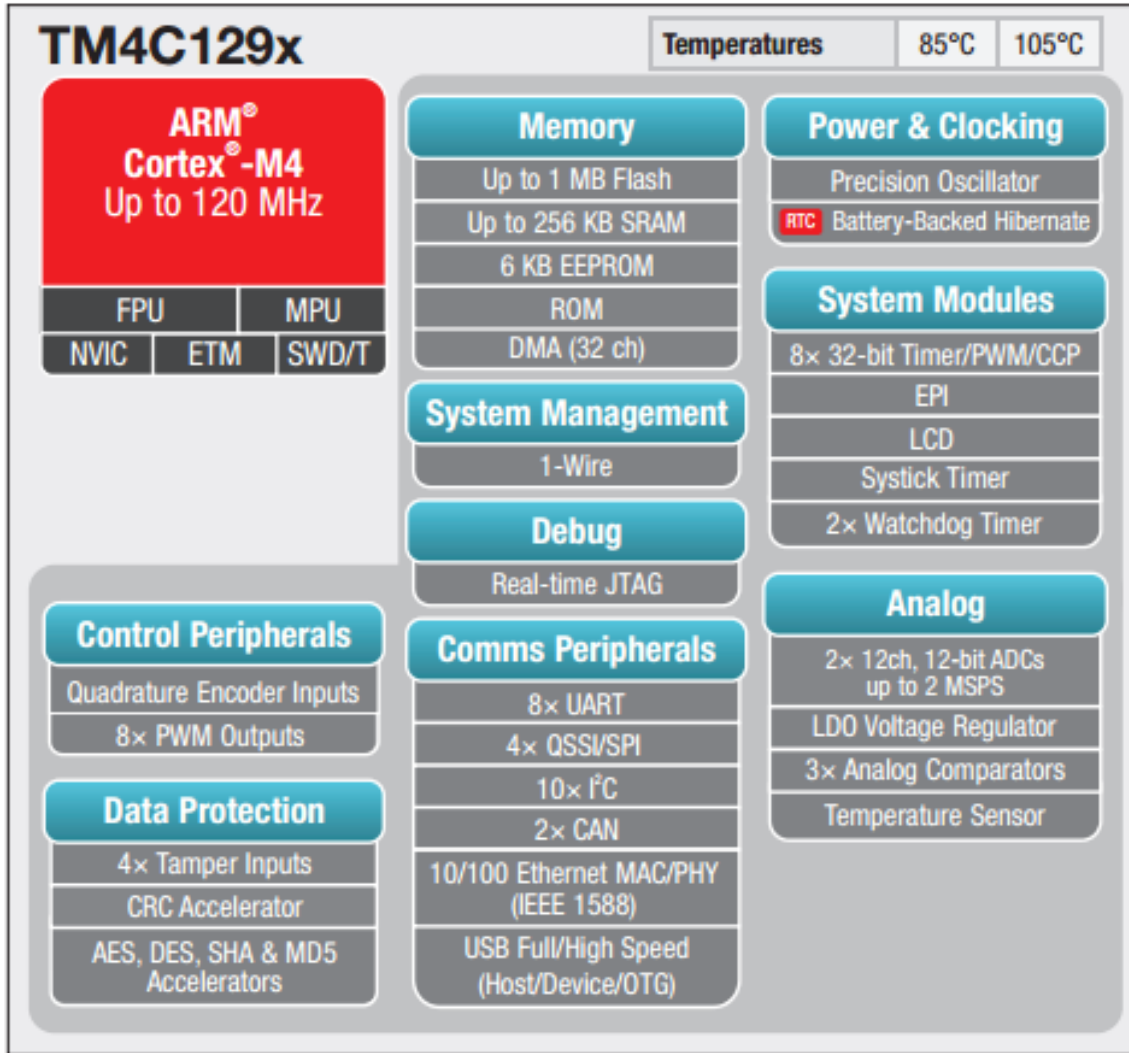 TM4C129x
Temperatures 85°C 105°C
ARM®
Cortex®-M4
Up to 120 MHz
FPU MPU
NVIC ETM SWD/T
Memory
Up to 1 MB Flash
Up to 256 KB SRAM
6 KB EEPROM
ROM
DMA (32 ch)
System Management
1-Wire
Debug
Real-time JTAG
Comms Peripherals
8× UART
4× QSSI/SPI
10× I²C
2× CAN
10/100 Ethernet MAC/PHY
(IEEE 1588)
USB Full/High Speed
(Host/Device/OTG)
Power & Clocking
Precision Oscillator
RTC Battery-Backed Hibernate
System Modules
8× 32-bit Timer/PWM/CCP
EPI
LCD
Systick Timer
2× Watchdog Timer
Analog
2× 12ch, 12-bit ADCs
up to 2 MSPS
LDO Voltage Regulator
3× Analog Comparators
Temperature Sensor
Control Peripherals
Quadrature Encoder Inputs
8× PWM Outputs
Data Protection
4× Tamper Inputs
CRC Accelerator
AES, DES, SHA & MD5
Accelerators